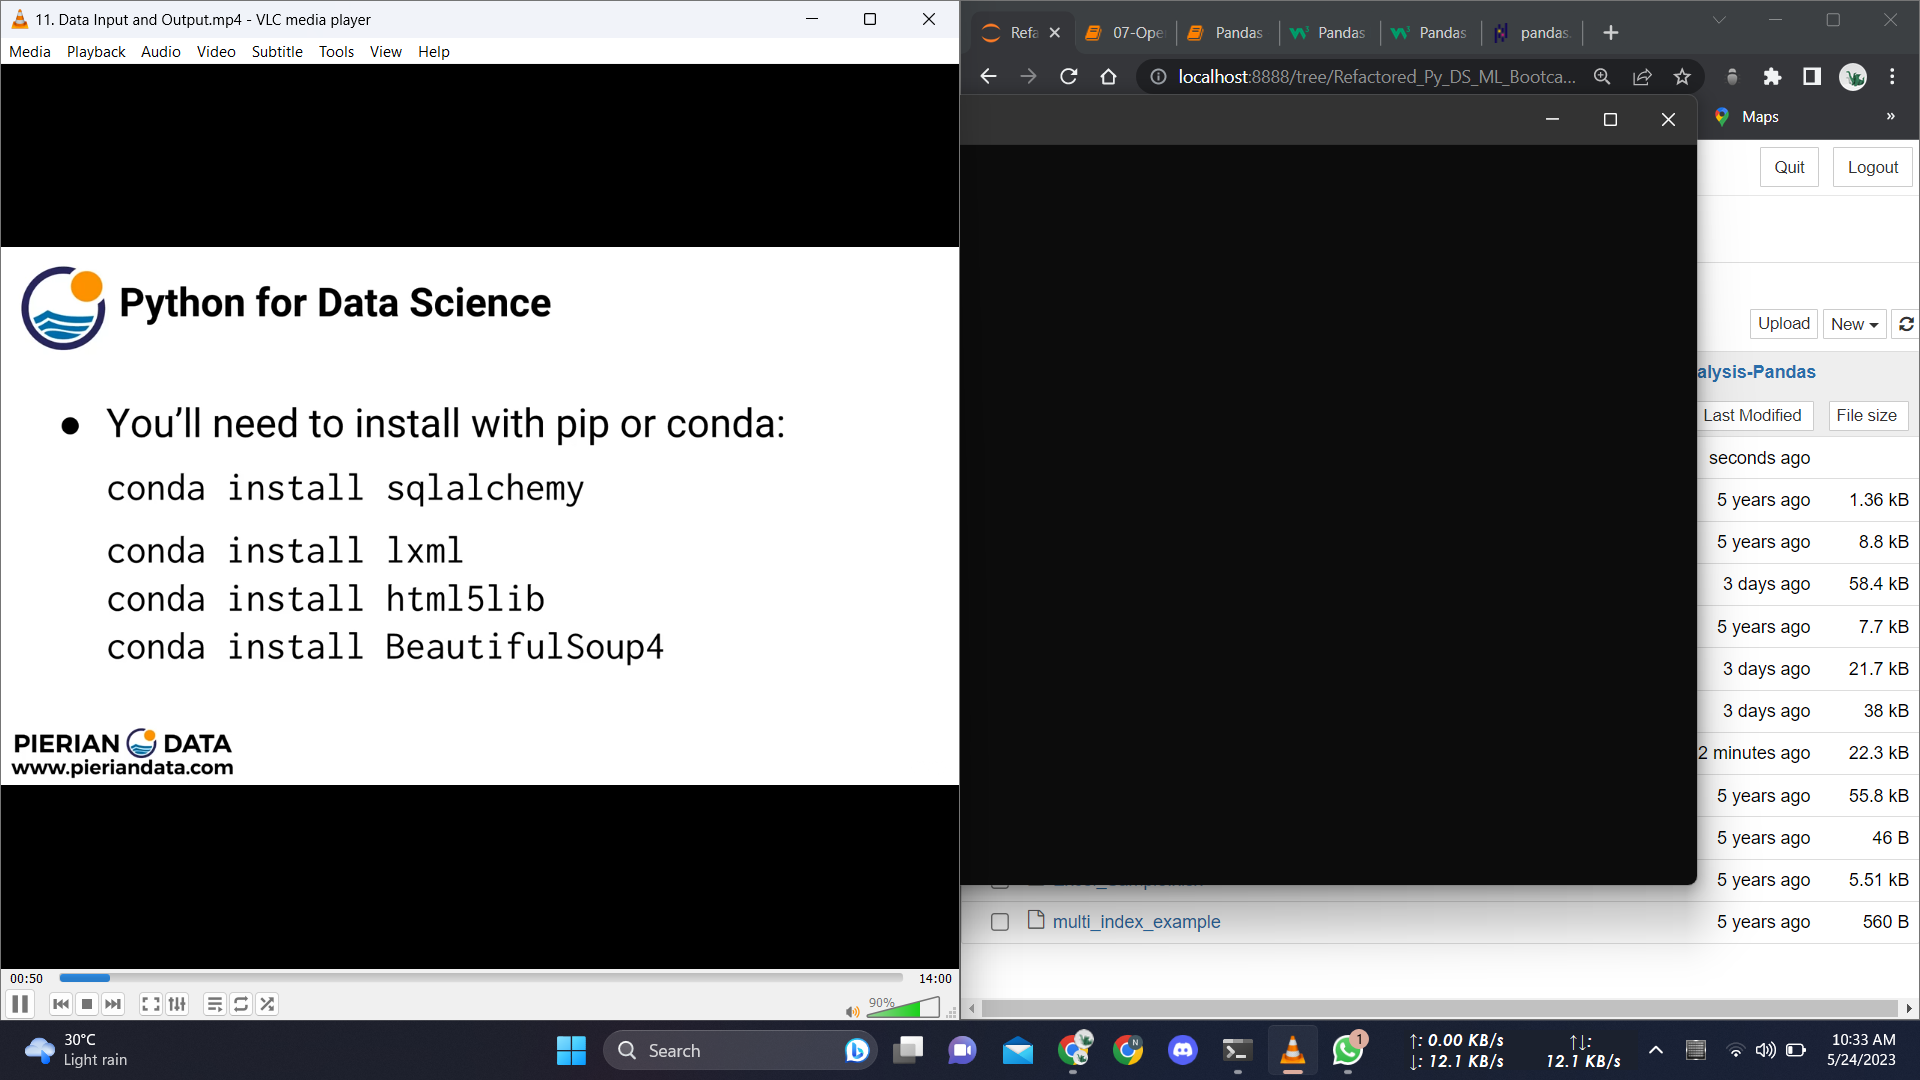 11. Data Input and Output.mp4 - VLC media player
Media Playback Audio Video Subtitle Tools View Help
Python for Data Science
● You’ll need to install with pip or conda:
conda install sqlalchemy
conda install lxml
conda install html5lib
conda install BeautifulSoup4
PIERIAN DATA
www.pieriandata.com
00:50 14:00
90%
Refa 07-Ope Pandas Pandas Pandas pandas.
localhost:8888/tree/Refactored_Py_DS_ML_Bootca...
Maps »
Quit Logout
Upload New
alysis-Pandas
Last Modified File size
seconds ago
5 years ago 1.36 kB
5 years ago 8.8 kB
3 days ago 58.4 kB
5 years ago 7.7 kB
3 days ago 21.7 kB
3 days ago 38 kB
2 minutes ago 22.3 kB
5 years ago 55.8 kB
5 years ago 46 B
5 years ago 5.51 kB
multi_index_example 5 years ago 560 B
30°C
Light rain
Search
N
1
↑: 0.00 KB/s
↓: 12.1 KB/s
↑↓:
12.1 KB/s
10:33 AM
5/24/2023